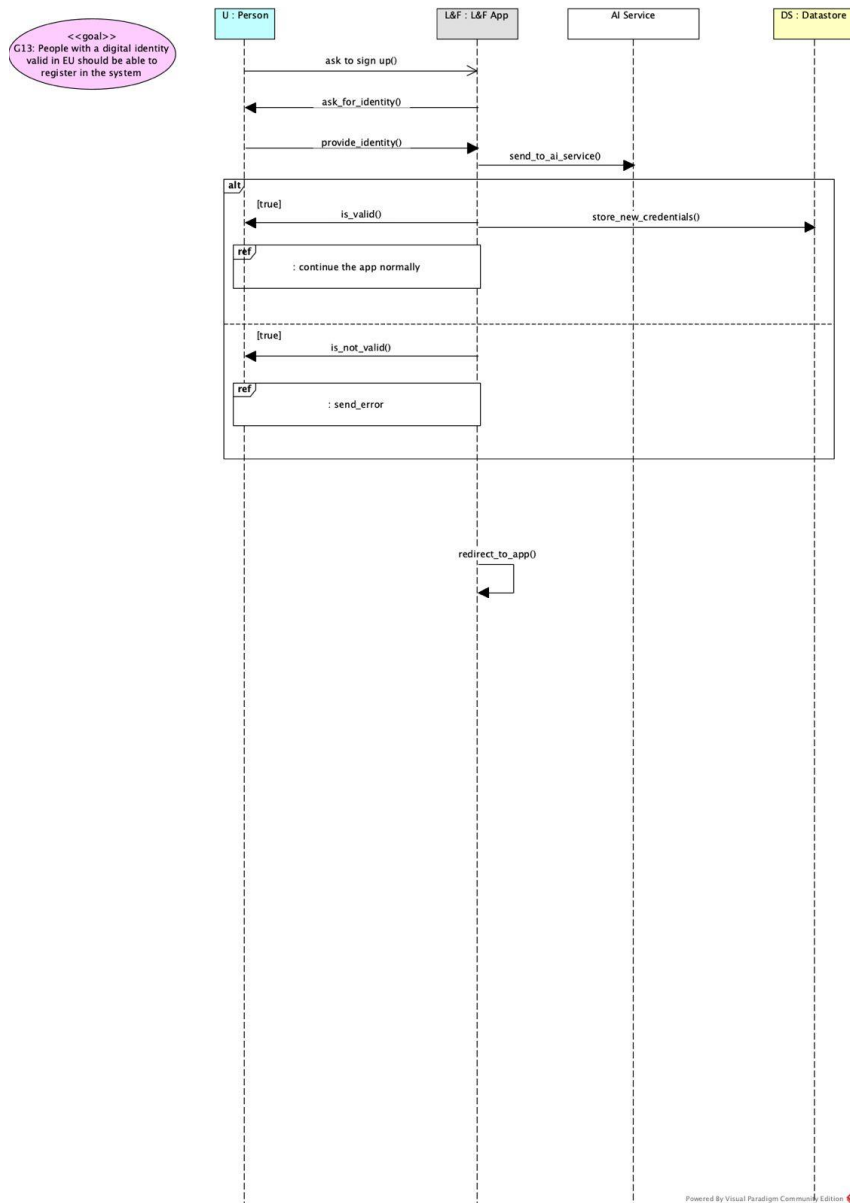 U : Person
L&F : L&F App
AI Service
DS : Datastore
<<goal>>
G13: People with a digital identity
valid in EU should be able to
register in the system
ask to sign up()
ask_for_identity()
provide_identity()
send_to_ai_service()
alt
[true]
is_valid()
store_new_credentials()
ref
: continue the app normally
[true]
is_not_valid()
ref
: send_error
redirect_to_app()
Powered By Visual Paradigm Community Edition